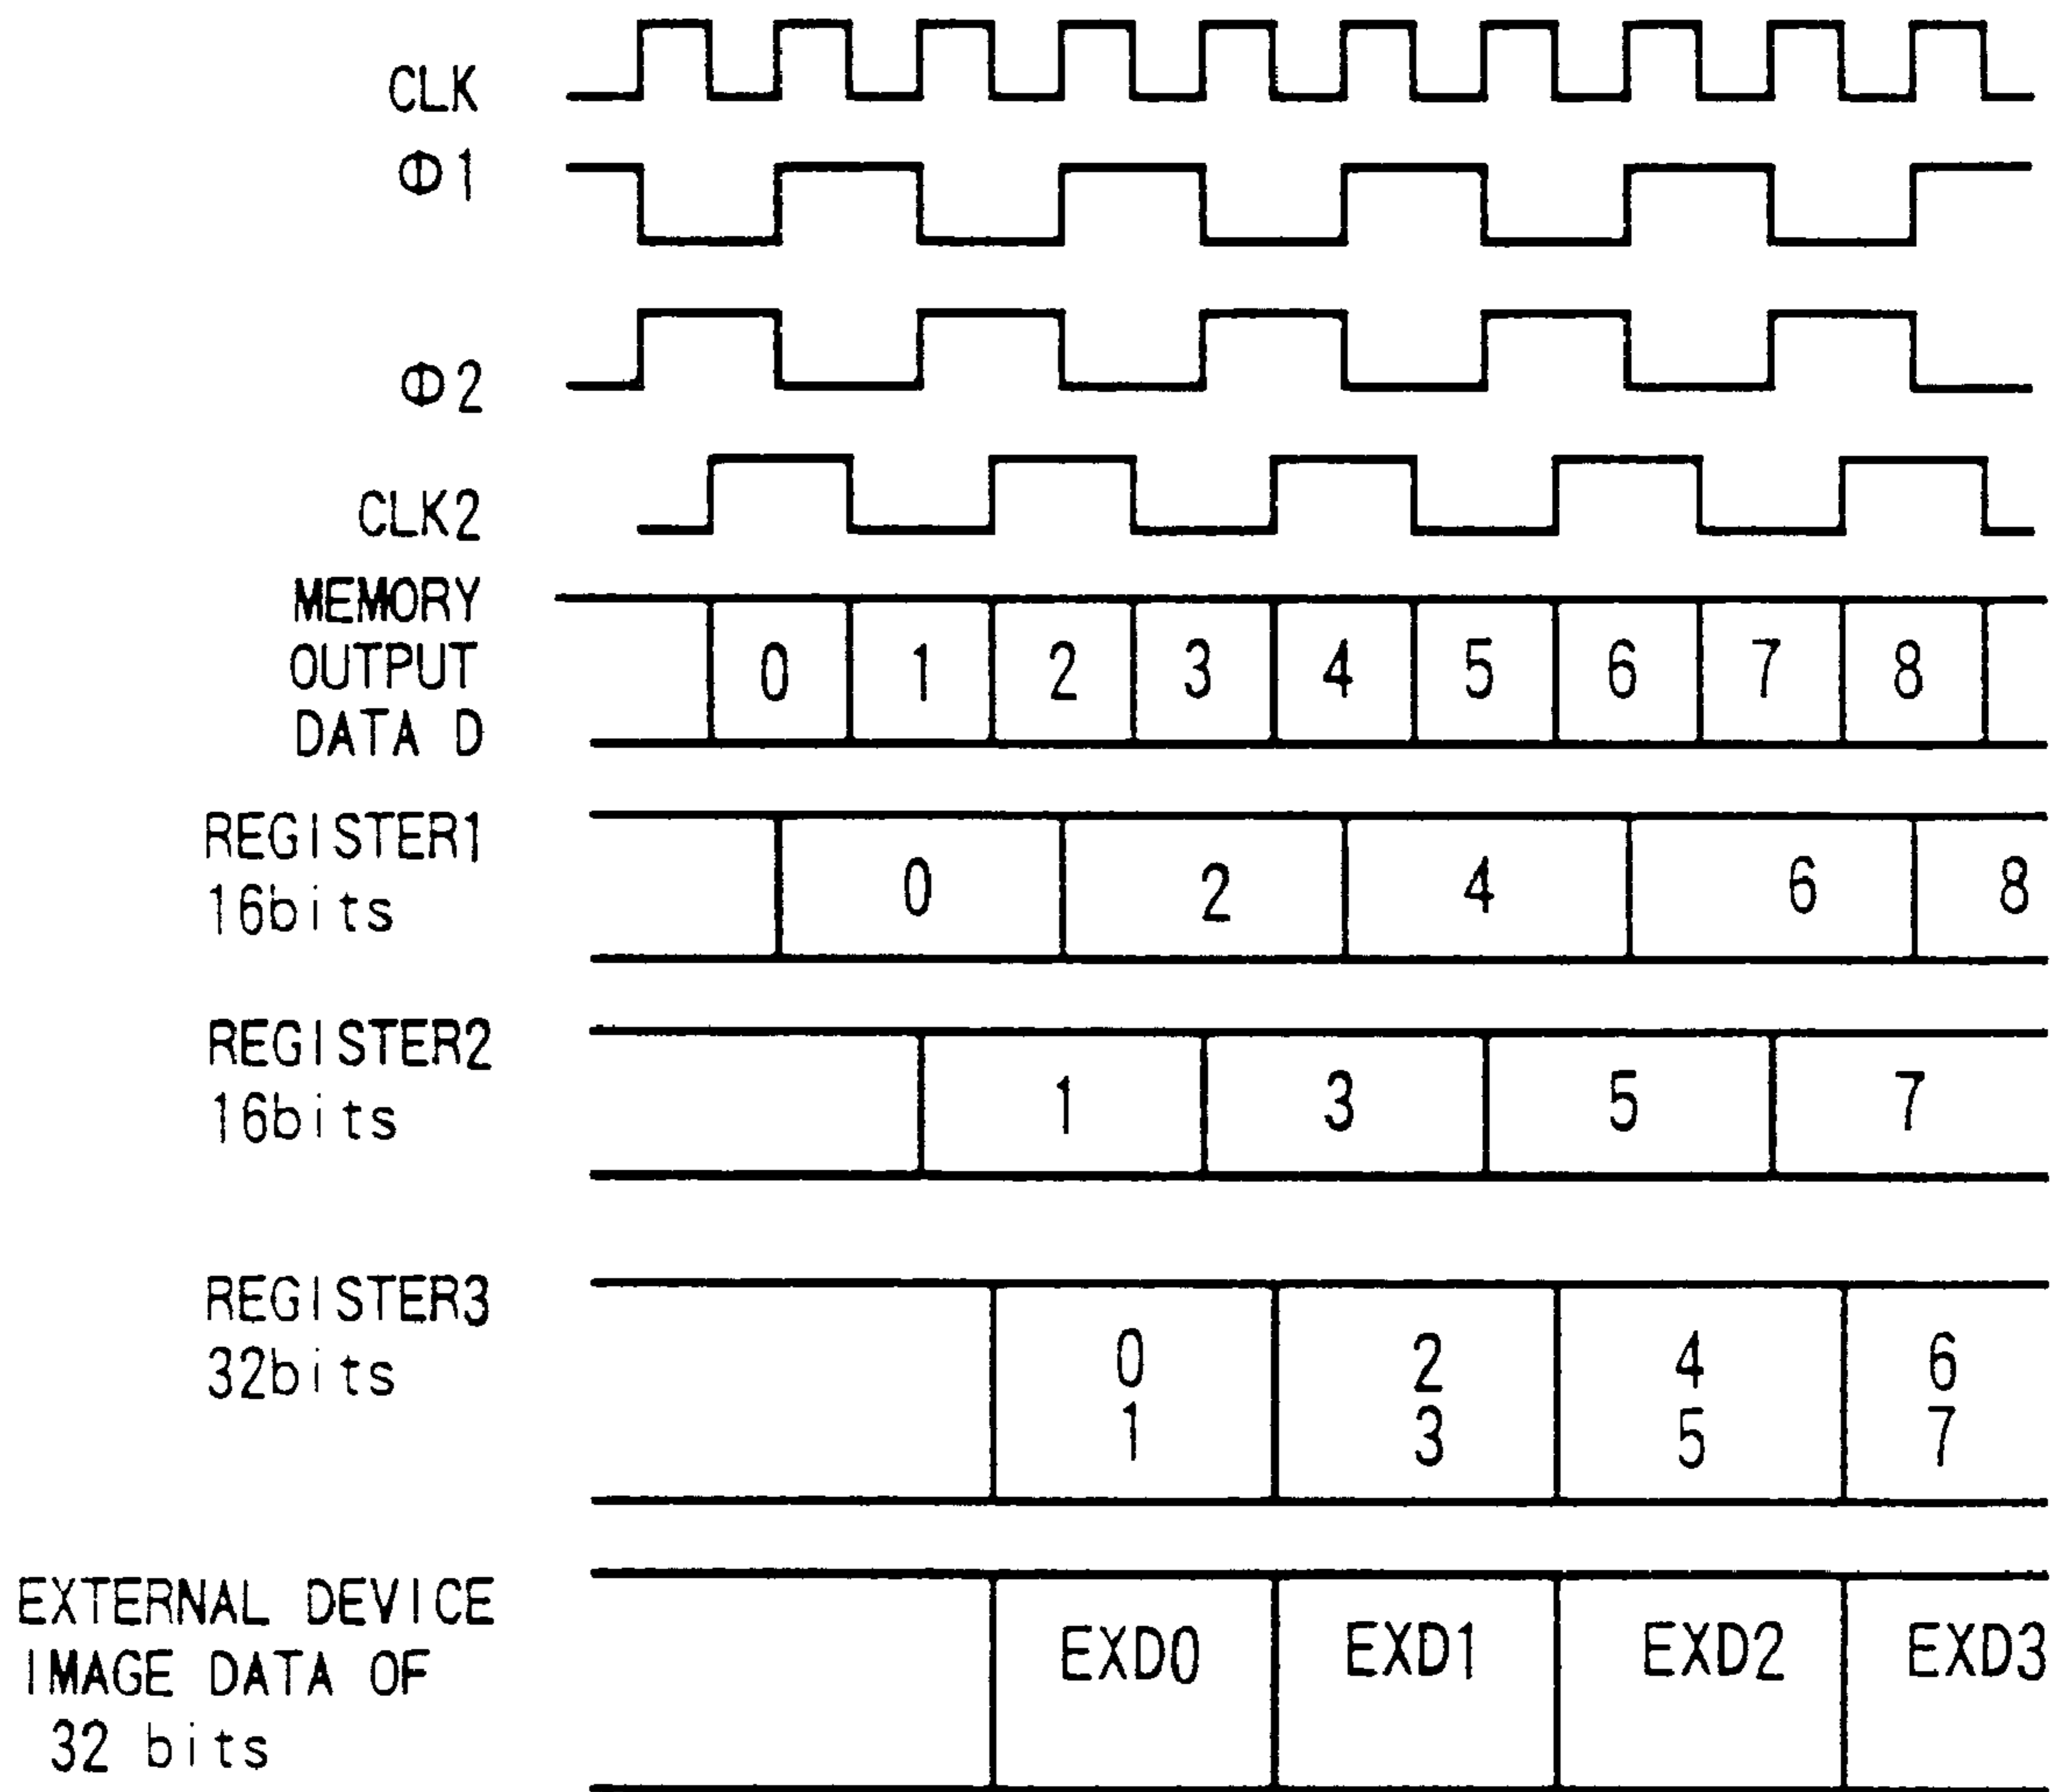 CLK
Φ1
Φ2
CLK2
MEMORY
OUTPUT
DATA D
0 1 2 3 4 5 6 7 8
REGISTER1
16bits
0 2 4 6 8
REGISTER2
16bits
1 3 5 7
REGISTER3
32bits
0 2 4 6
1 3 5 7
EXTERNAL DEVICE
IMAGE DATA OF
32 bits
EXD0 EXD1 EXD2 EXD3